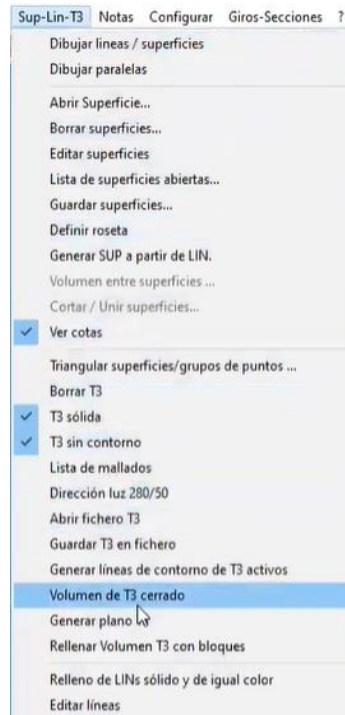 Sup-Lin-T3 Notas Configurar Giros-Secciones ?
Dibujar lineas / superficies
Dibujar paralelas
Abrir Superficie...
Borrar superficies...
Editar superficies
Lista de superficies abiertas...
Guardar superficies...
Definir roseta
Generar SUP a partir de LIN.
Volumen entre superficies ...
Cortar / Unir superficies...
Ver cotas
Triangular superficies/grupos de puntos ...
Borrar T3
T3 sólida
T3 sin contorno
Lista de mallados
Dirección luz 280/50
Abrir fichero T3
Guardar T3 en fichero
Generar líneas de contorno de T3 activos
Volumen de T3 cerrado
Generar plano
Rellenar Volumen T3 con bloques
Relleno de LINs sólido y de igual color
Editar líneas